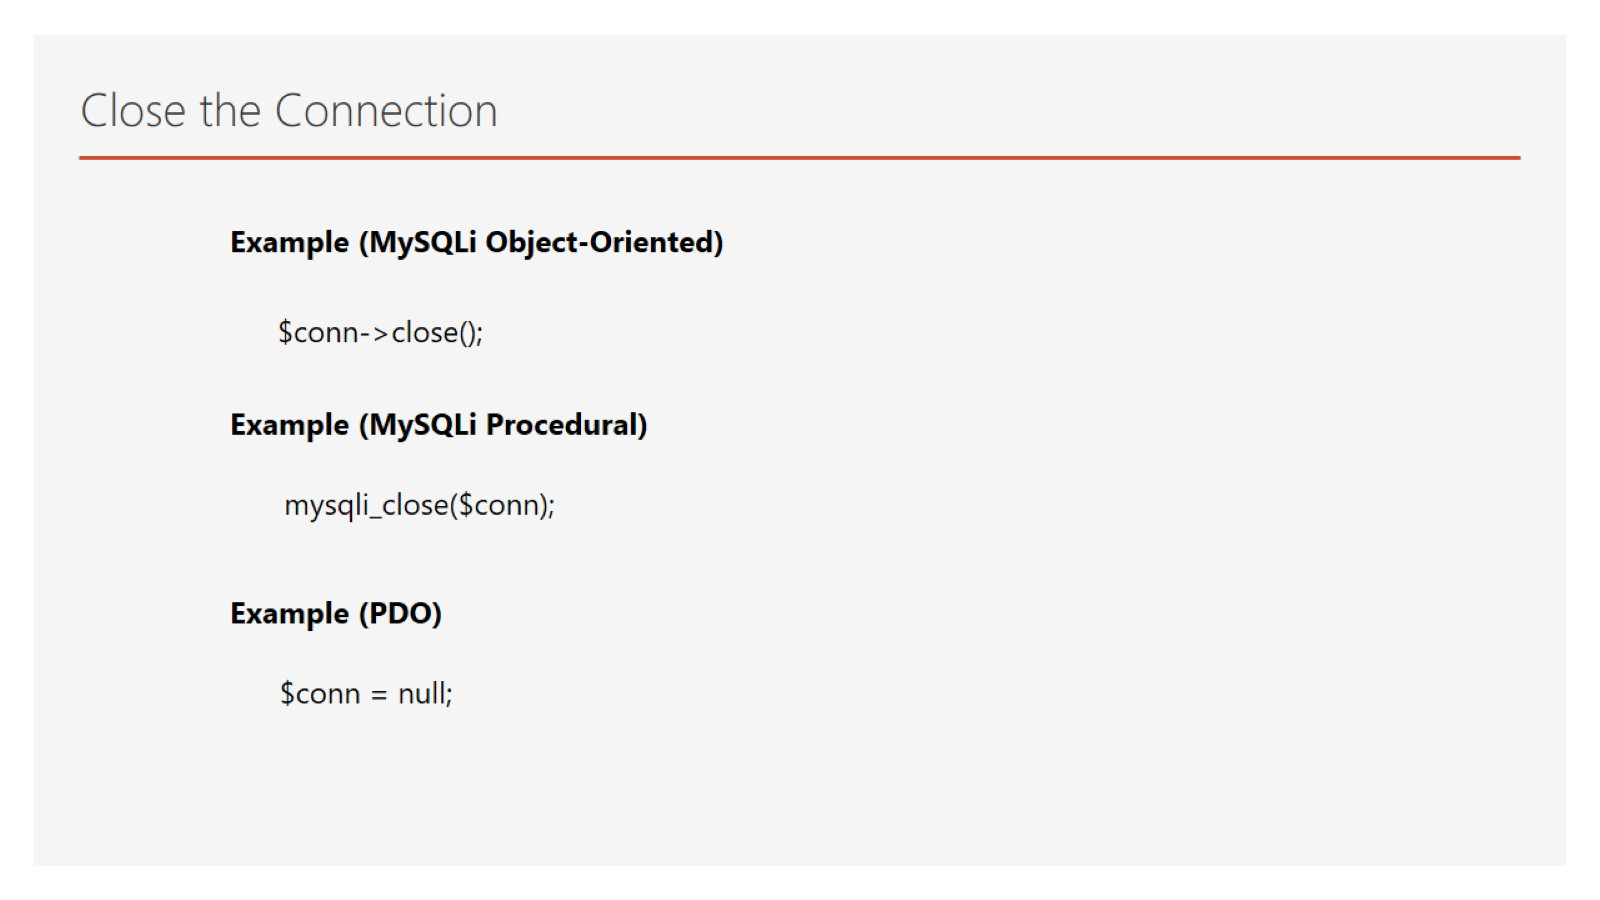 Close the Connection
Example (MySQLi Object-Oriented)
$conn->close();
Example (MySQLi Procedural)
mysqli_close($conn);
Example (PDO)
$conn = null;